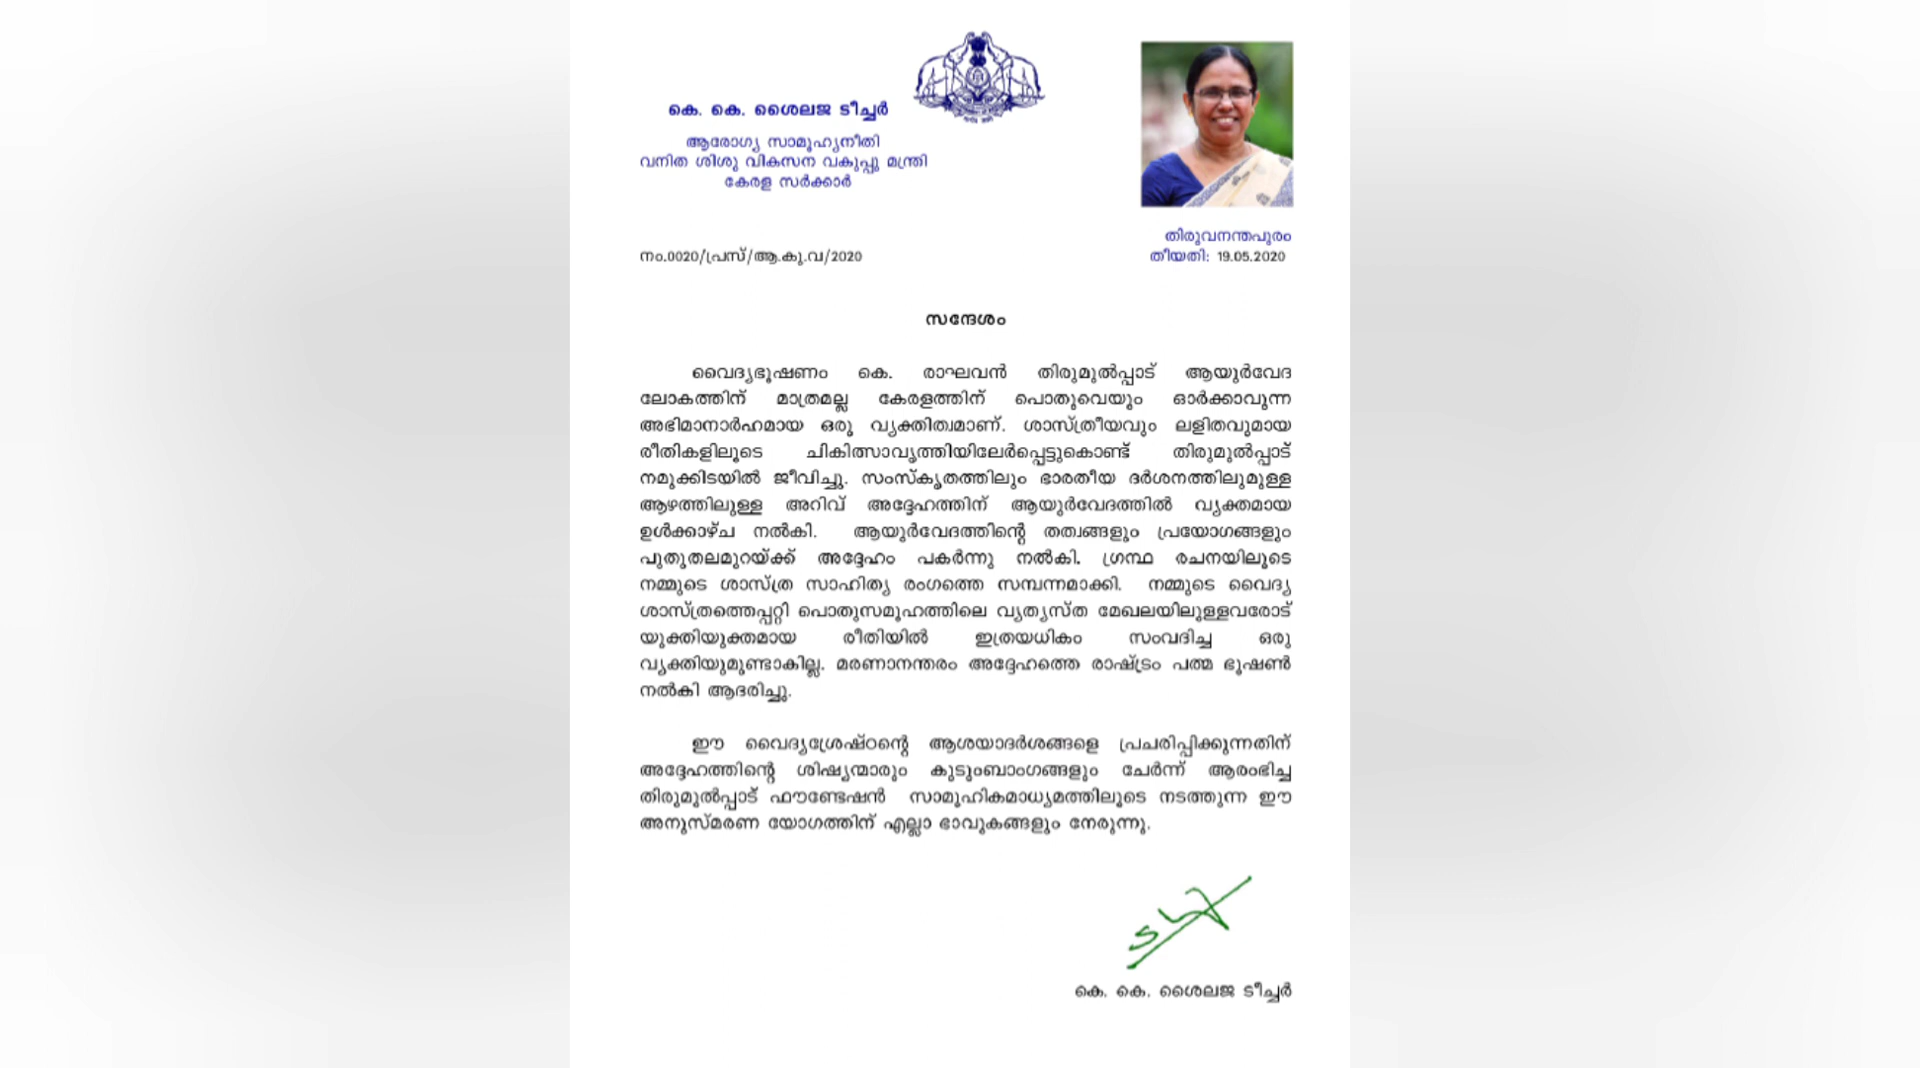 കെ. കെ. ശൈലജ ടീച്ചർ
ആരോഗ്യ സാമൂഹ്യനീതി
വനിത ശിശു വികസന വകുപ്പു മന്ത്രി
കേരള സർക്കാർ
തിരുവനന്തപുരം
നം.0020/പ്രസ്/ആ.കു.വ/2020
തീയതി: 19.05.2020
സന്ദേശം
വൈദ്യഭൂഷണം കെ. രാഘവൻ തിരുമുൽപ്പാട് ആയുർവേദ
ലോകത്തിന് മാത്രമല്ല കേരളത്തിന് പൊതുവെയും ഓർക്കാവുന്ന
അഭിമാനാർഹമായ ഒരു വ്യക്തിത്വമാണ്. ശാസ്ത്രീയവും ലളിതവുമായ
രീതികളിലൂടെ ചികിത്സാവൃത്തിയിലേർപ്പെട്ടുകൊണ്ട് തിരുമുൽപ്പാട്
നമുക്കിടയിൽ ജീവിച്ചു. സംസ്കൃതത്തിലും ഭാരതീയ ദർശനത്തിലുമുള്ള
ആഴത്തിലുള്ള അറിവ് അദ്ദേഹത്തിന് ആയുർവേദത്തിൽ വ്യക്തമായ
ഉൾക്കാഴ്ച നൽകി. ആയുർവേദത്തിന്റെ തത്വങ്ങളും പ്രയോഗങ്ങളും
പുതുതലമുറയ്ക്ക് അദ്ദേഹം പകർന്നു നൽകി. ഗ്രന്ഥ രചനയിലൂടെ
നമ്മുടെ ശാസ്ത്ര സാഹിത്യ രംഗത്തെ സമ്പന്നമാക്കി. നമ്മുടെ വൈദ്യ
ശാസ്ത്രത്തെപ്പറ്റി പൊതുസമൂഹത്തിലെ വ്യത്യസ്ത മേഖലയിലുള്ളവരോട്
യുക്തിയുക്തമായ രീതിയിൽ ഇത്രയധികം സംവദിച്ച ഒരു
വ്യക്തിയുമുണ്ടാകില്ല. മരണാനന്തരം അദ്ദേഹത്തെ രാഷ്ട്രം പത്മ ഭൂഷൺ
നൽകി ആദരിച്ചു.
ഈ വൈദ്യശ്രേഷ്ഠന്റെ ആശയാദർശങ്ങളെ പ്രചരിപ്പിക്കുന്നതിന്
അദ്ദേഹത്തിന്റെ ശിഷ്യന്മാരും കുടുംബാംഗങ്ങളും ചേർന്ന് ആരംഭിച്ച
തിരുമുൽപ്പാട് ഫൗണ്ടേഷൻ സാമൂഹികമാധ്യമത്തിലൂടെ നടത്തുന്ന ഈ
അനുസ്മരണ യോഗത്തിന് എല്ലാ ഭാവുകങ്ങളും നേരുന്നു.
കെ. കെ. ശൈലജ ടീച്ചർ